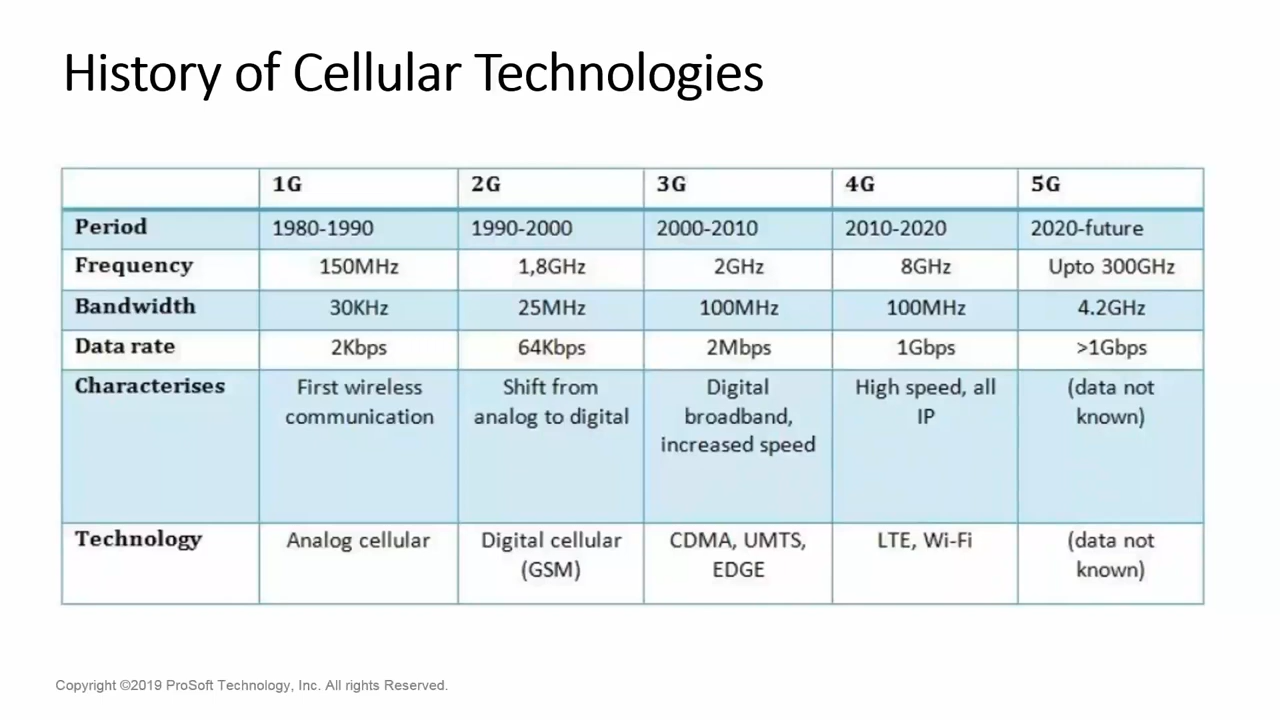 History of Cellular Technologies
1G 2G 3G 4G 5G
Period 1980-1990 1990-2000 2000-2010 2010-2020 2020-future
Frequency 150MHz 1,8GHz 2GHz 8GHz Upto 300GHz
Bandwidth 30KHz 25MHz 100MHz 100MHz 4.2GHz
Data rate 2Kbps 64Kbps 2Mbps 1Gbps >1Gbps
Characterises First wireless Shift from Digital High speed, all (data not
communication analog to digital broadband, IP known)
increased speed
Technology Analog cellular Digital cellular CDMA, UMTS, LTE, Wi-Fi (data not
(GSM) EDGE known)
Copyright ©2019 ProSoft Technology, Inc. All rights Reserved.